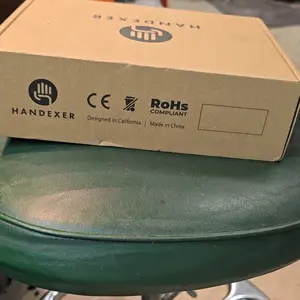 HANDEXER
HANDEXER
CE
RoHS
COMPLIANT
Designed in California | Made in China